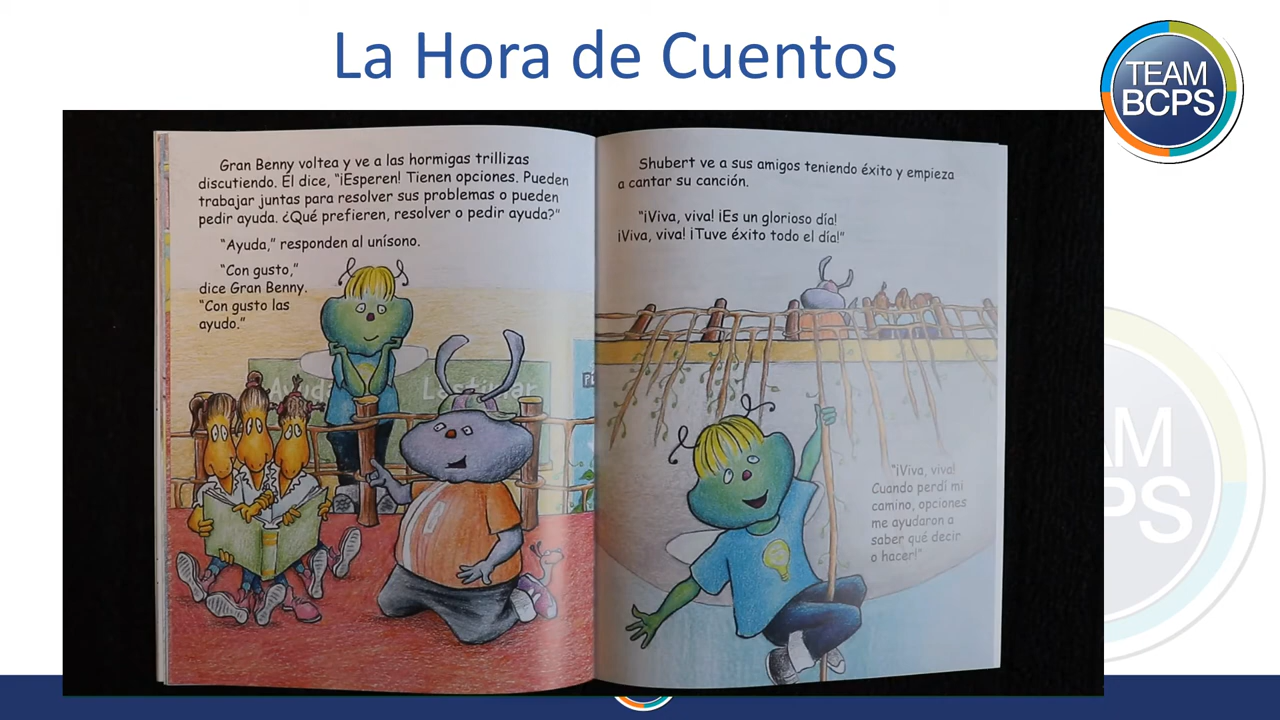 La Hora de Cuentos
TEAM
BCPS
Gran Benny voltea y ve a las hormigas trillizas
discutiendo. El dice, “¡Esperen! Tienen opciones. Pueden
trabajar juntas para resolver sus problemas o pueden
pedir ayuda. ¿Qué prefieren, resolver o pedir ayuda?”
“Ayuda,” responden al unísono.
“Con gusto,”
dice Gran Benny.
“Con gusto las
ayudo.”
Lastimar
Shubert ve a sus amigos teniendo éxito y empieza
a cantar su canción.
“¡Viva, viva! ¡Es un glorioso día!
¡Viva, viva! ¡Tuve éxito todo el día!”
“¡Viva, viva!
Cuando perdí mi
camino, opciones
me ayudaron a
saber qué decir
o hacer!”
AM
PS